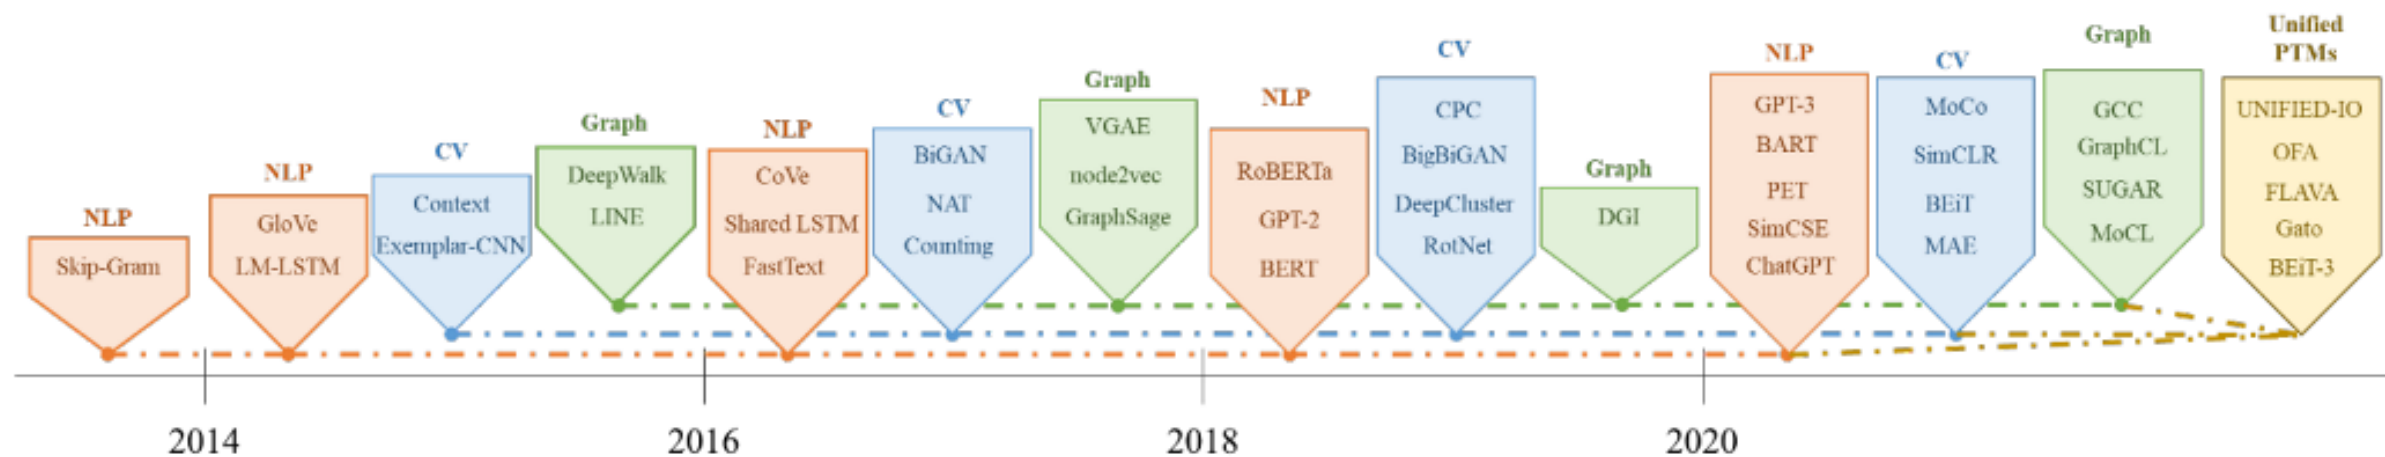 NLP
Skip-Gram
NLP
GloVe
LM-LSTM
CV
Context
Exemplar-CNN
Graph
DeepWalk
LINE
NLP
CoVe
Shared LSTM
FastText
CV
BiGAN
NAT
Counting
Graph
VGAE
node2vec
GraphSage
NLP
RoBERTa
GPT-2
BERT
CV
CPC
BigBiGAN
DeepCluster
RotNet
Graph
DGI
NLP
GPT-3
BART
PET
SimCSE
ChatGPT
CV
MoCo
SimCLR
BEiT
MAE
Graph
GCC
GraphCL
SUGAR
MoCL
Unified
PTMs
UNIFIED-IO
OFA
FLAVA
Gato
BEiT-3
2014
2016
2018
2020